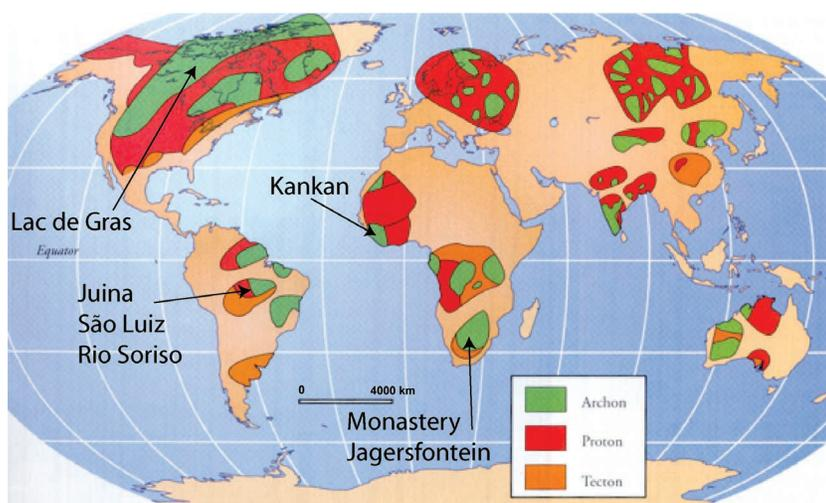 Kankan
Lac de Gras
Equator
Juina
São Luiz
Rio Soriso
0 4000 km
Monastery
Jagersfontein
Archon
Proton
Tecton